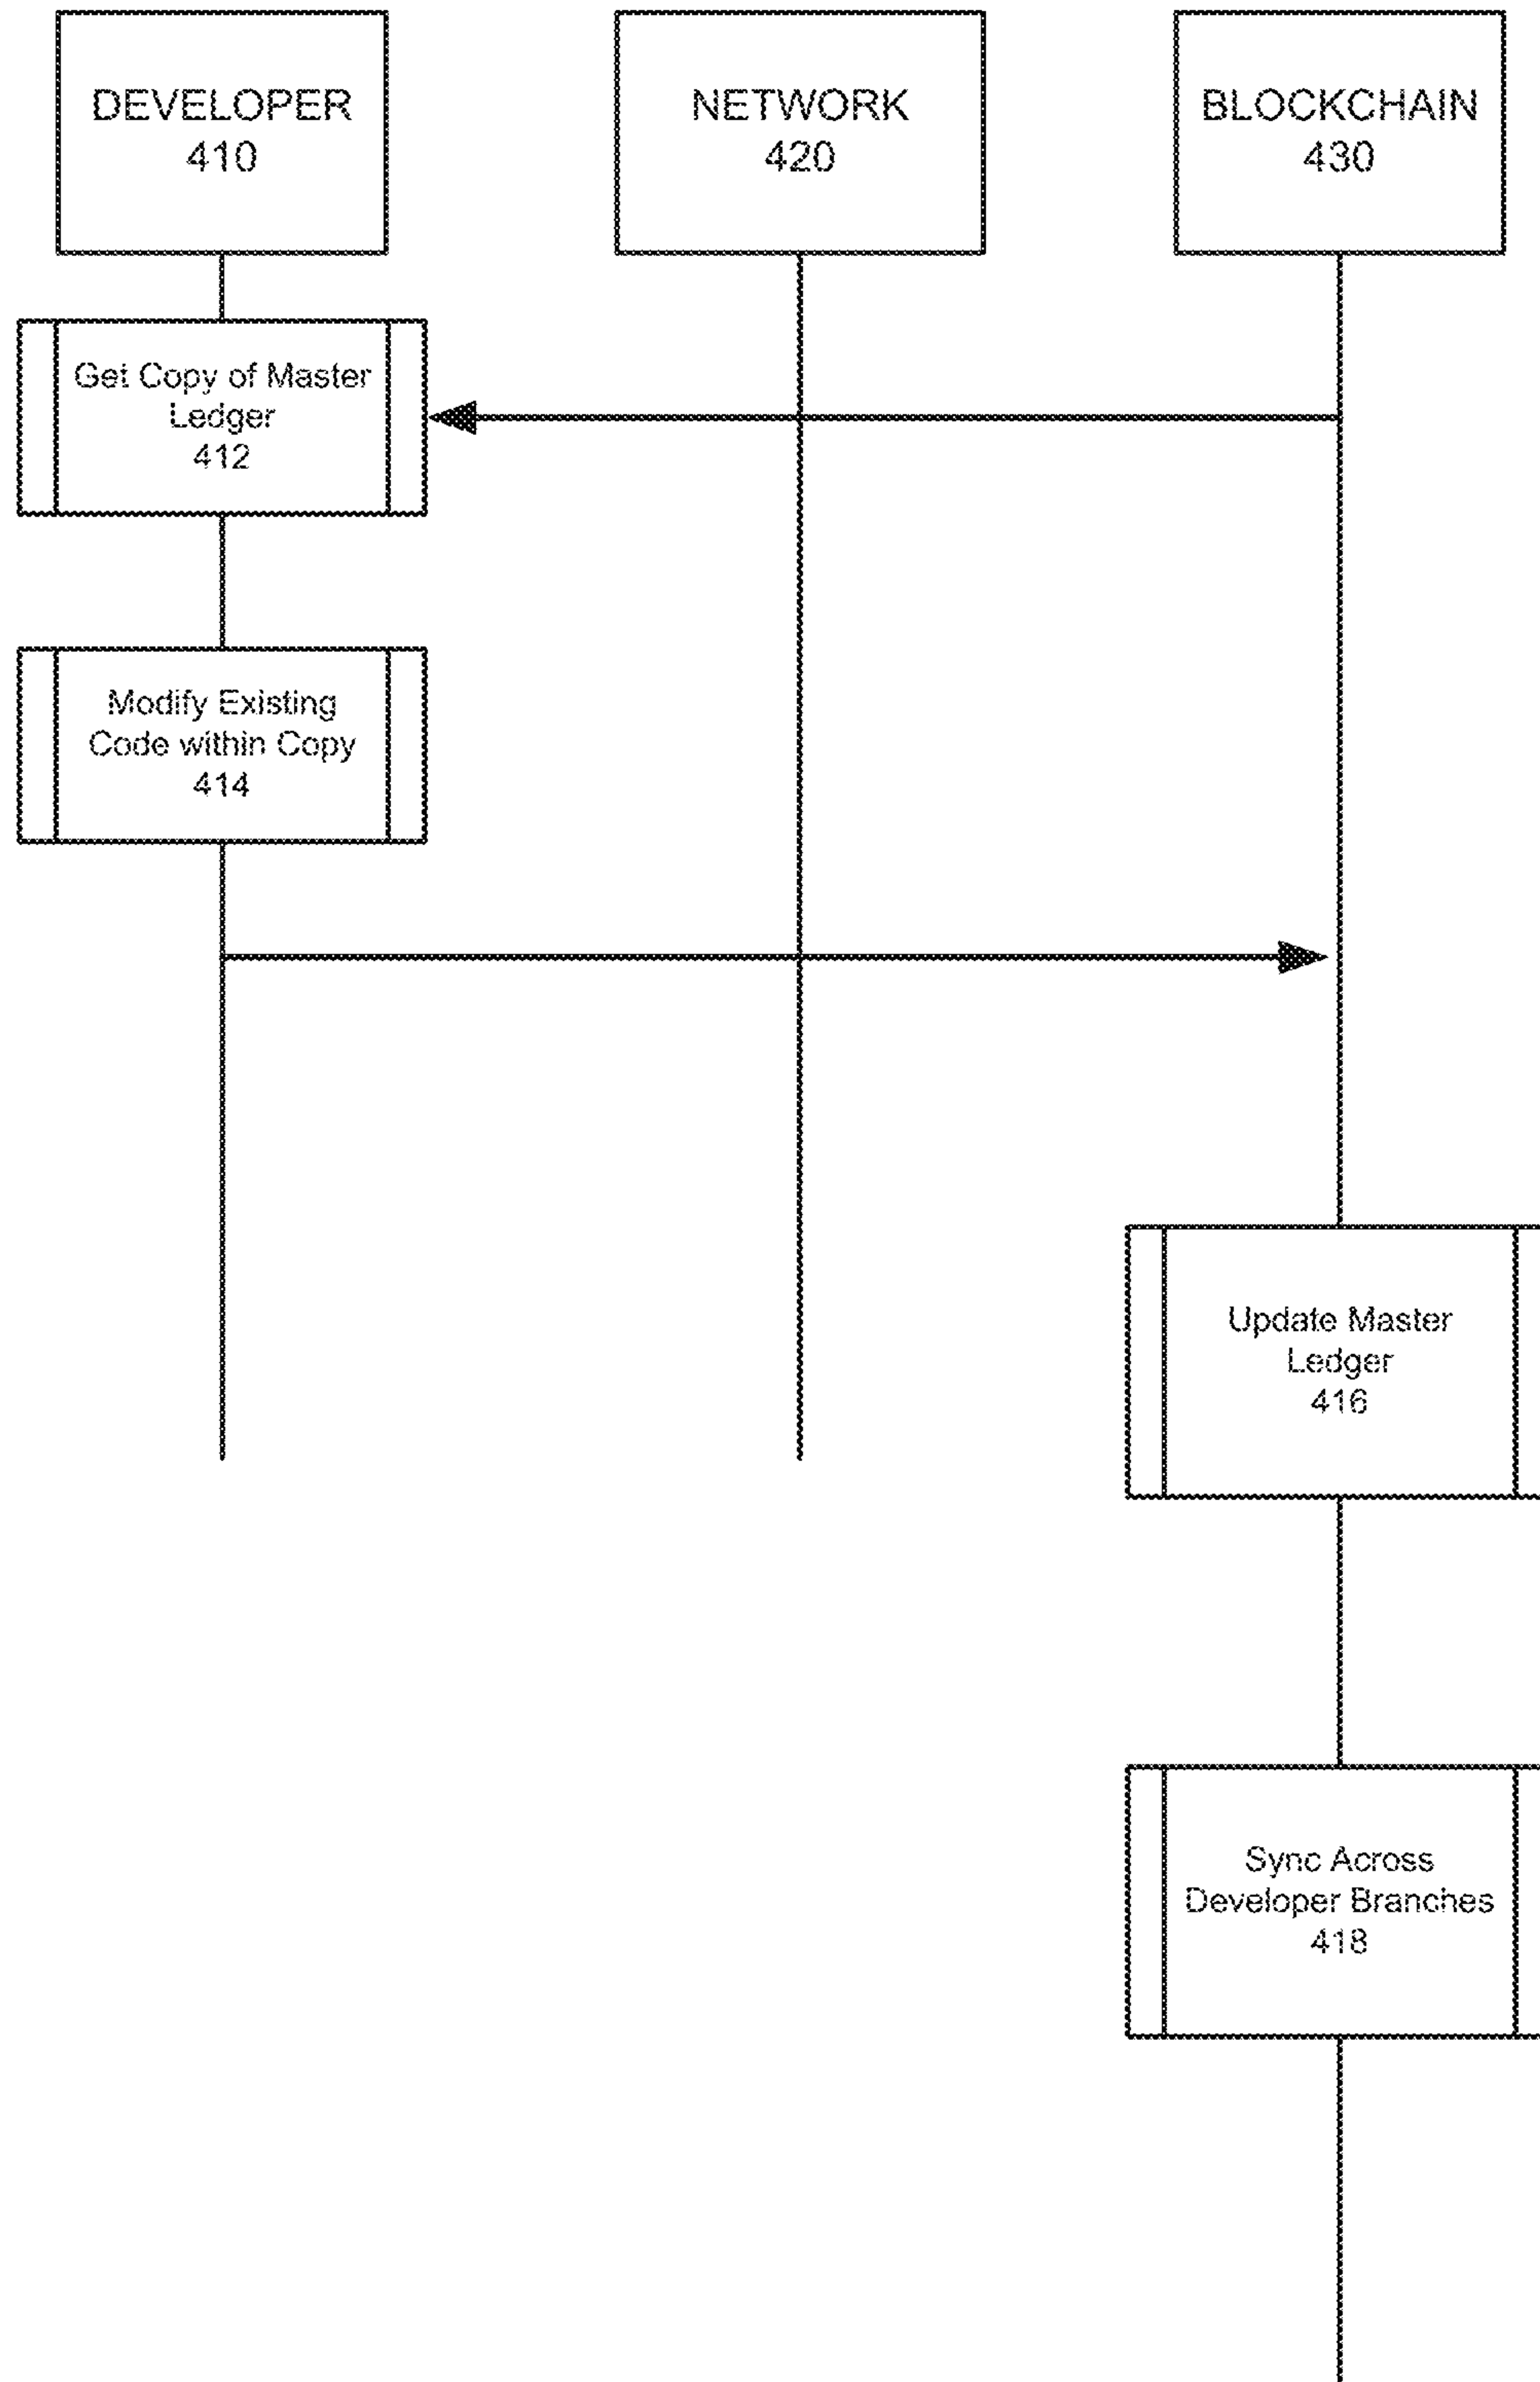 DEVELOPER
410
NETWORK
420
BLOCKCHAIN
430
Get Copy of Master
Ledger
412
Modify Existing
Code within Copy
414
Update Master
Ledger
416
Sync Across
Developer Branches
418